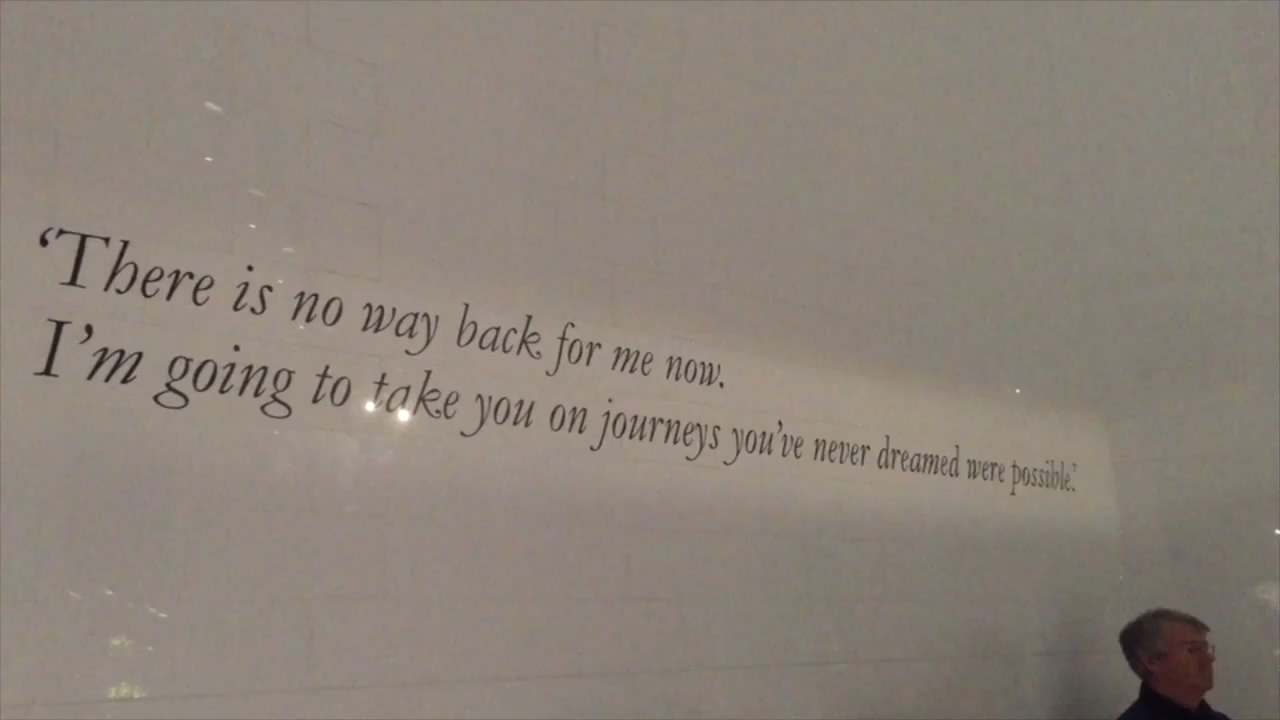 ‘There is no way back for me now.
I’m going to take you on journeys you’ve never dreamed were possible.’